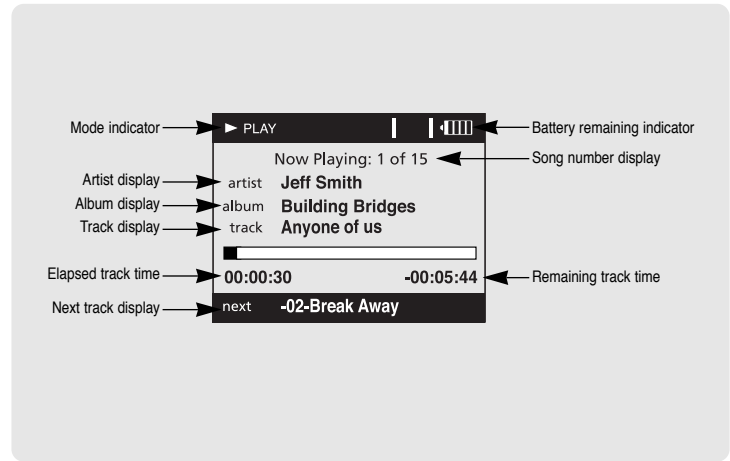 Mode indicator ► PLAY Battery remaining indicator
Now Playing: 1 of 15 Song number display
Artist display artist Jeff Smith
Album display album Building Bridges
Track display track Anyone of us
Elapsed track time 00:00:30 -00:05:44 Remaining track time
Next track display next -02-Break Away